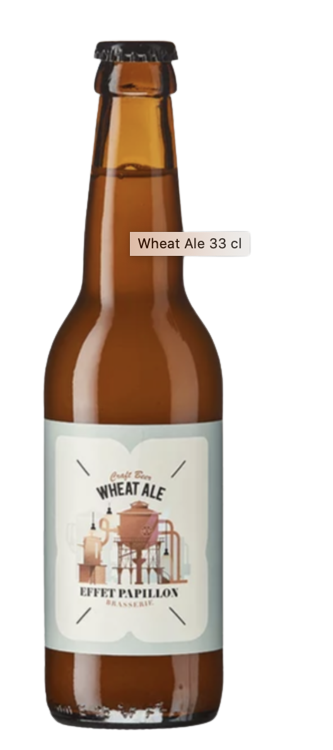 Wheat Ale 33 cl
Craft Beer
WHEAT ALE
EFFET PAPILLON
BRASSERIE